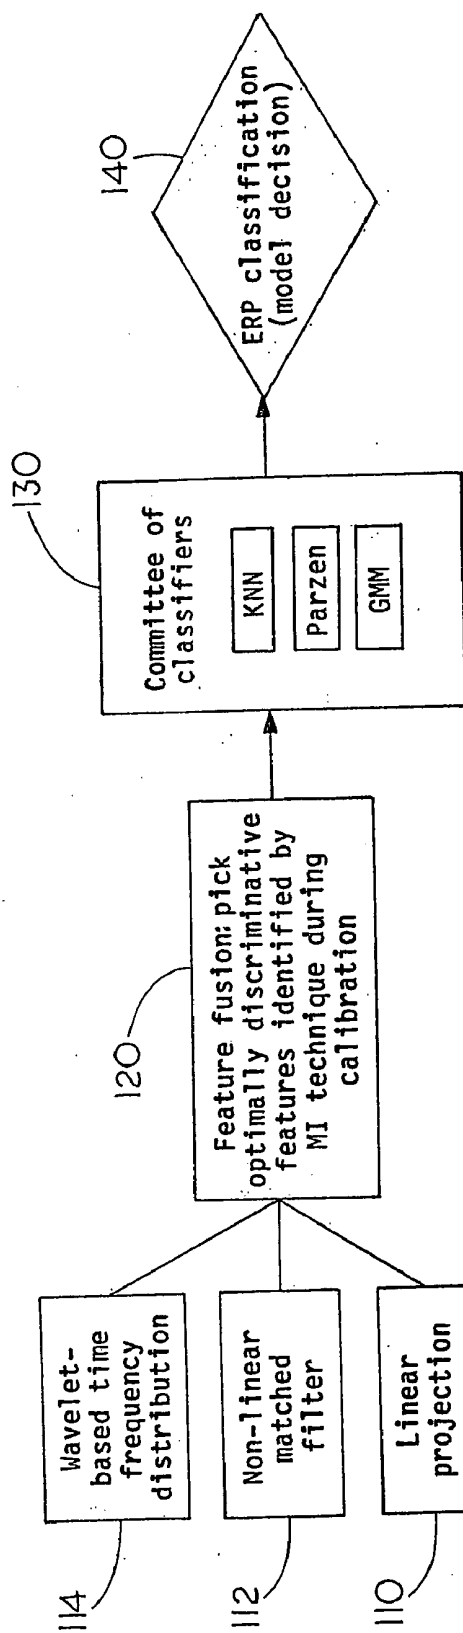 114
Wavelet-
based time
frequency
distribution
112
Non-linear
matched
filter
110
Linear
projection
120
Feature fusion: pick
optimally discriminative
features identified by
MI technique during
calibration
130
Committee of
classifiers
KNN
Parzen
GMM
140
ERP classification
(model decision)